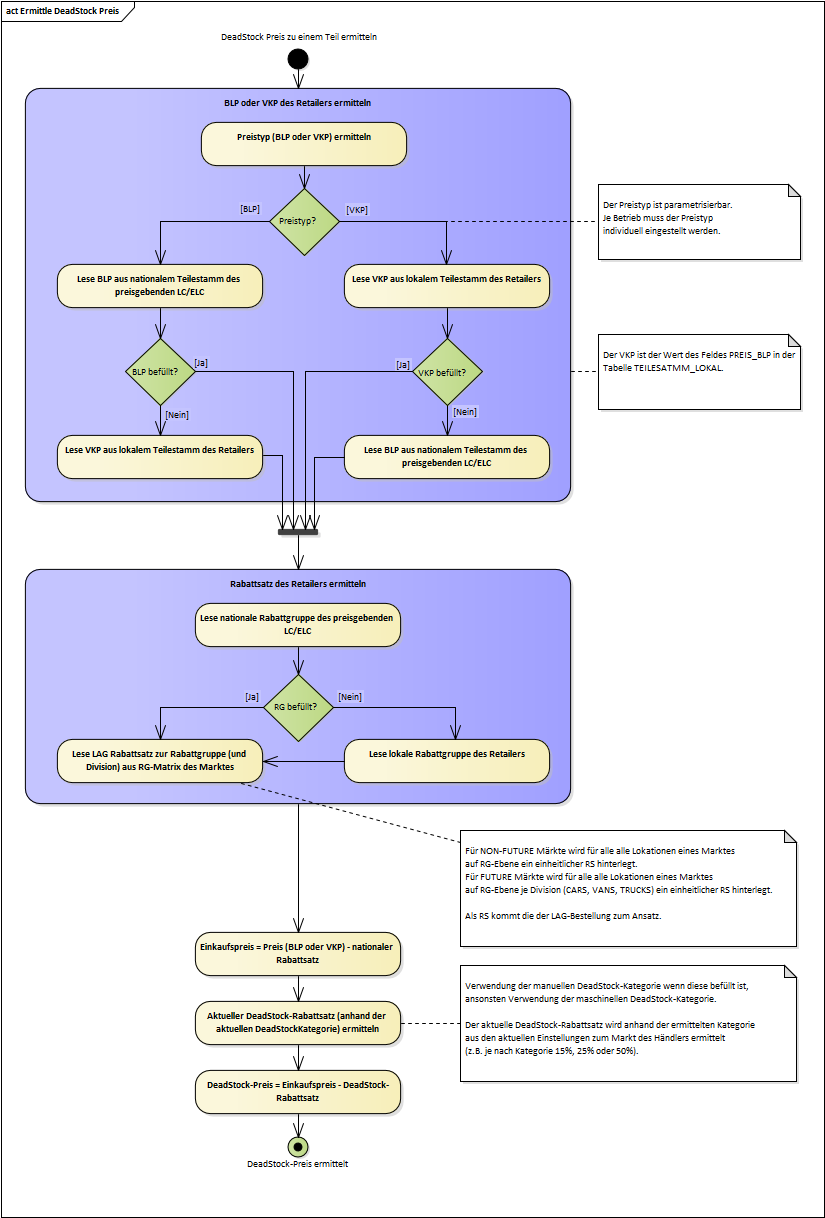 act Ermittle DeadStock Preis
DeadStock Preis zu einem Teil ermitteln
BLP oder VKP des Retailers ermitteln
Preistyp (BLP oder VKP) ermitteln
[BLP]
Preistyp?
[VKP]
Der Preistyp ist parametrisierbar.
Je Betrieb muss der Preistyp
individuell eingestellt werden.
Lese BLP aus nationalem Teilestamm des
preisgebenden LC/ELC
Lese VKP aus lokalem Teilestamm des Retailers
Der VKP ist der Wert des Feldes PREIS_BLP in der
Tabelle TEILESATMM_LOKAL.
BLP befüllt?
[Ja]
[Ja]
VKP befüllt?
[Nein]
[Nein]
Lese VKP aus lokalem Teilestamm des Retailers
Lese BLP aus nationalem Teilestamm des
preisgebenden LC/ELC
Rabattsatz des Retailers ermitteln
Lese nationale Rabattgruppe des preisgebenden
LC/ELC
[Ja]
RG befüllt?
[Nein]
Lese LAG Rabattsatz zur Rabattgruppe (und
Division) aus RG-Matrix des Marktes
Lese lokale Rabattgruppe des Retailers
Für NON-FUTURE Märkte wird für alle alle Lokationen eines Marktes
auf RG-Ebene ein einheitlicher RS hinterlegt.
Für FUTURE Märkte wird für alle alle Lokationen eines Marktes
auf RG-Ebene je Division (CARS, VANS, TRUCKS) ein einheitlicher RS hinterlegt.
Als RS kommt die der LAG-Bestellung zum Ansatz.
Einkaufspreis = Preis (BLP oder VKP) - nationaler
Rabattsatz
Verwendung der manuellen DeadStock-Kategorie wenn diese befüllt ist,
ansonsten Verwendung der maschinellen DeadStock-Kategorie.
Der aktuelle DeadStock-Rabattsatz wird anhand der ermittelten Kategorie
aus den aktuellen Einstellungen zum Markt des Händlers ermittelt
(z.B. je nach Kategorie 15%, 25% oder 50%).
Aktueller DeadStock-Rabattsatz (anhand der
aktuellen DeadStockKategorie) ermitteln
DeadStock-Preis = Einkaufspreis - DeadStock-
Rabattsatz
DeadStock-Preis ermittelt